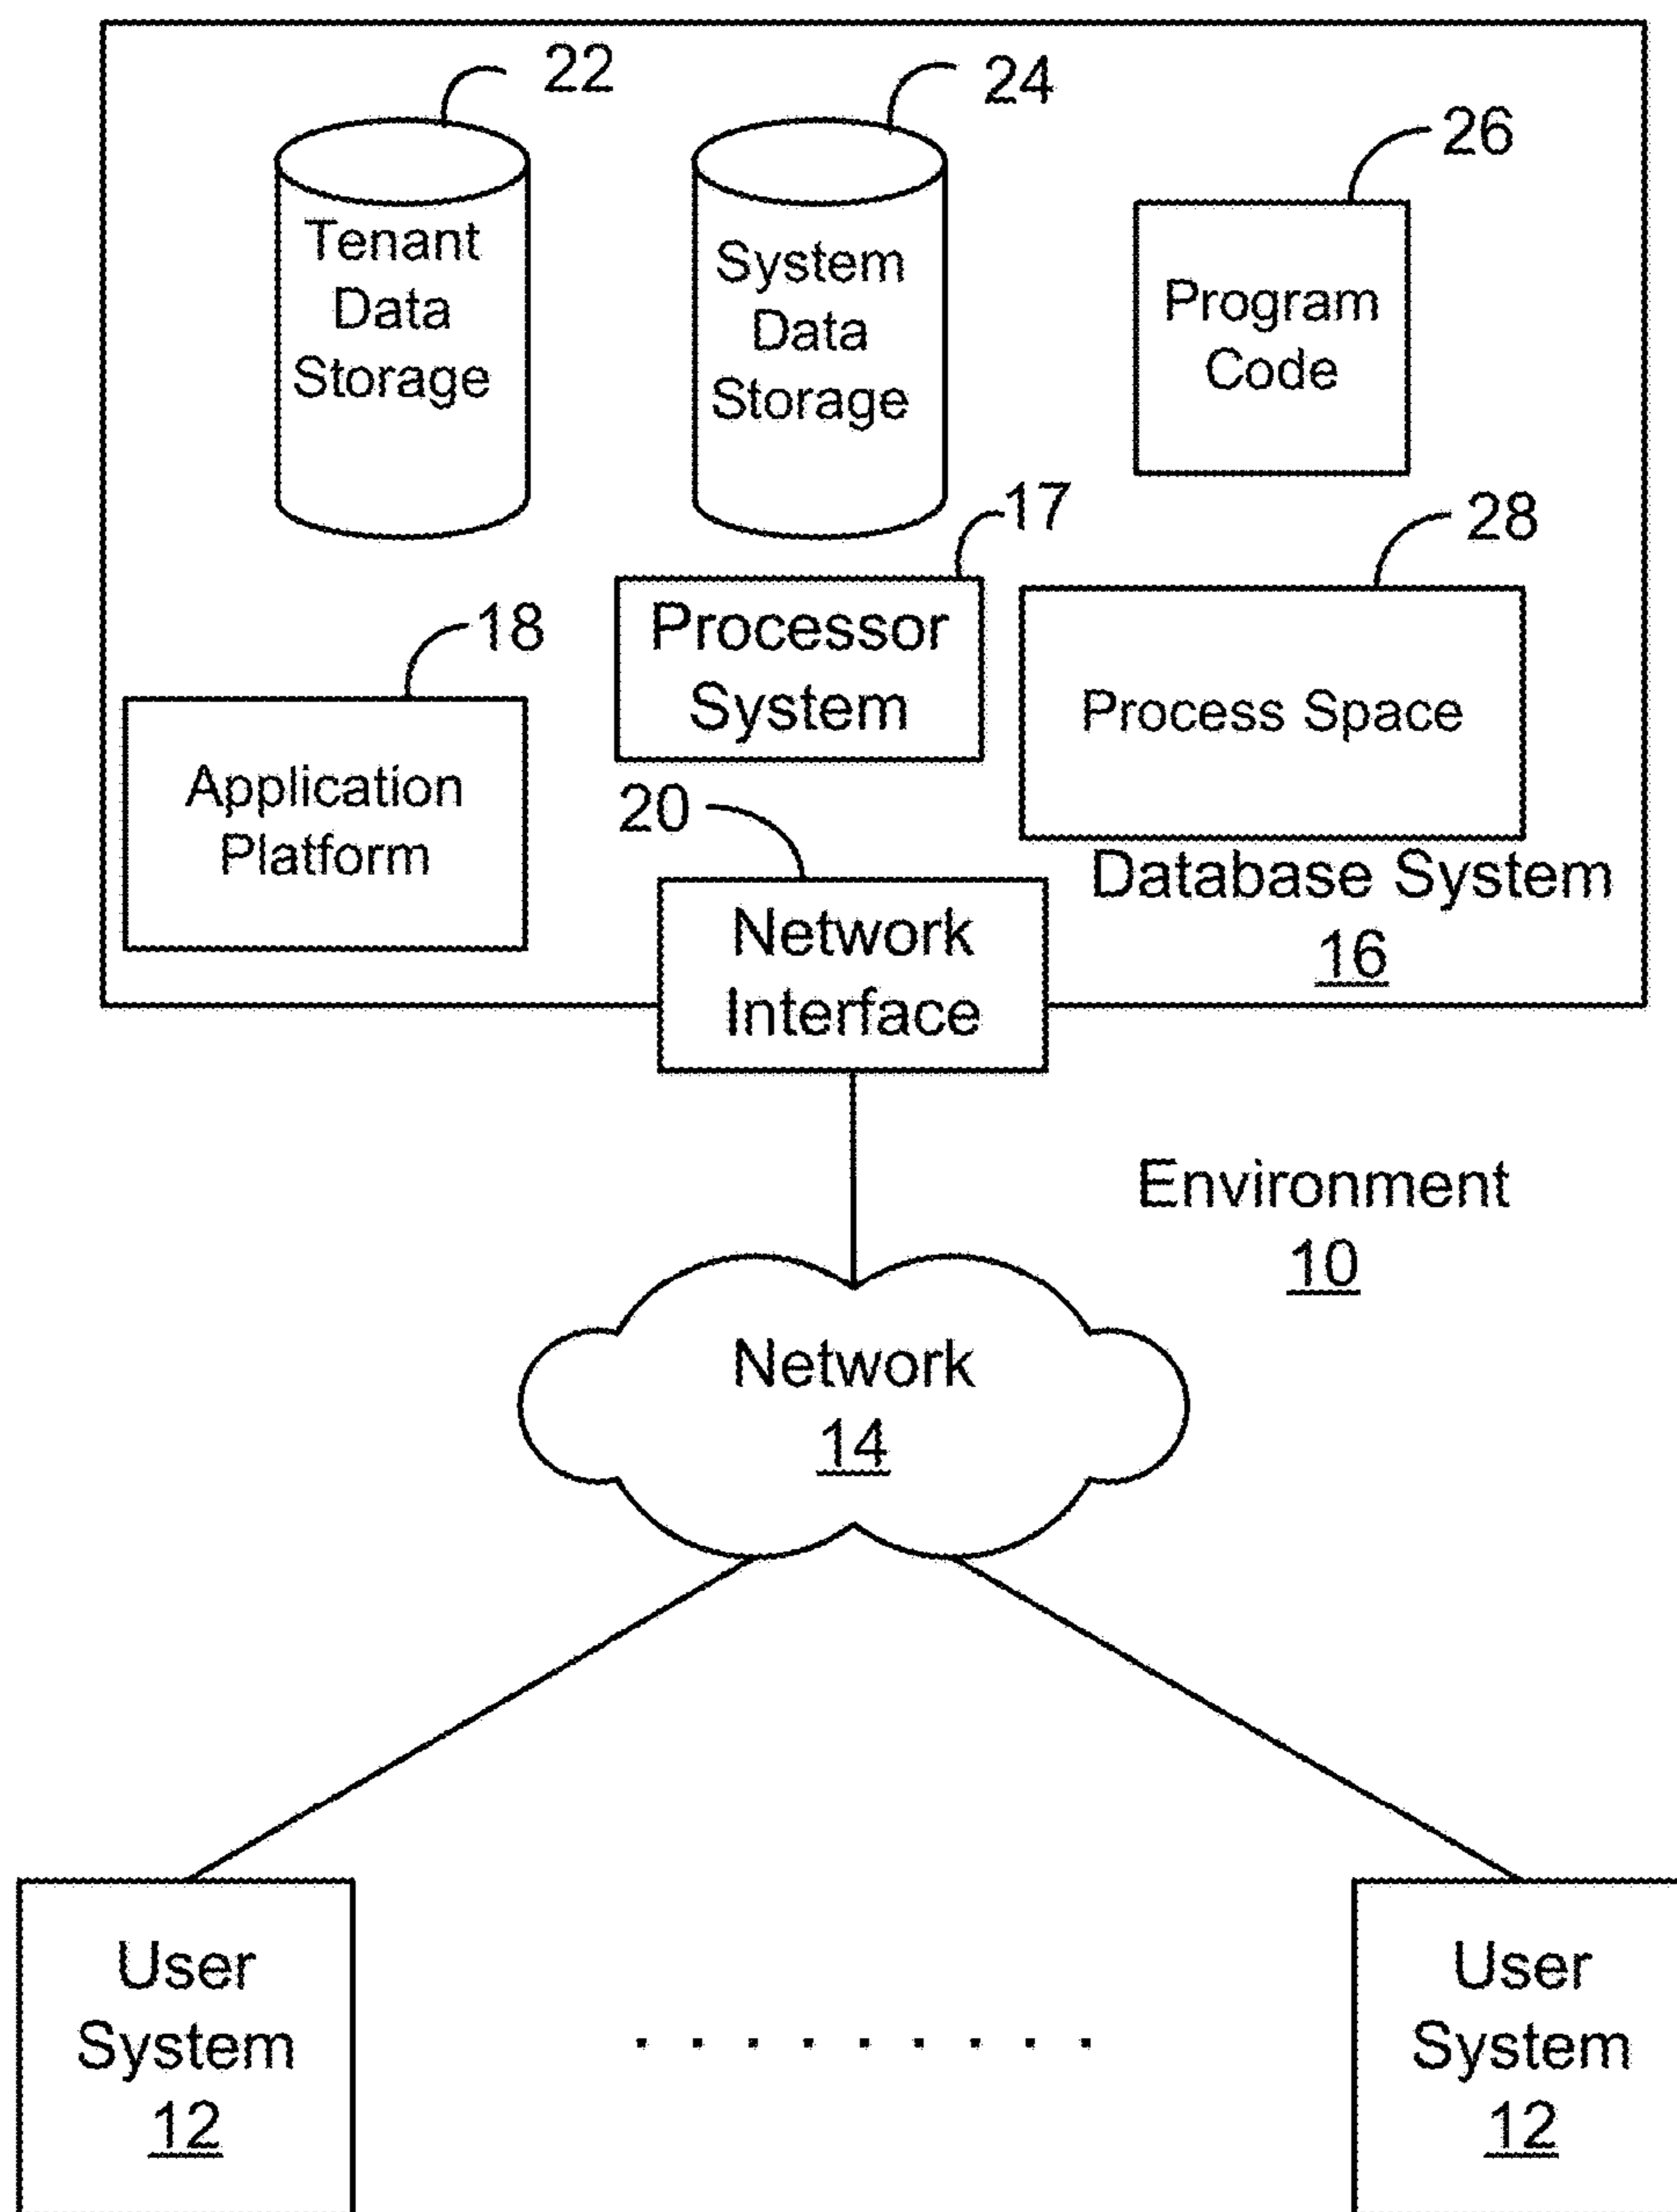 22
24
26
Tenant
Data
Storage
System
Data
Storage
Program
Code
17
28
18
Processor
System
Process Space
Application
Platform
20
Database System
16
Network
Interface
Environment
10
Network
14
User
System
12
User
System
12